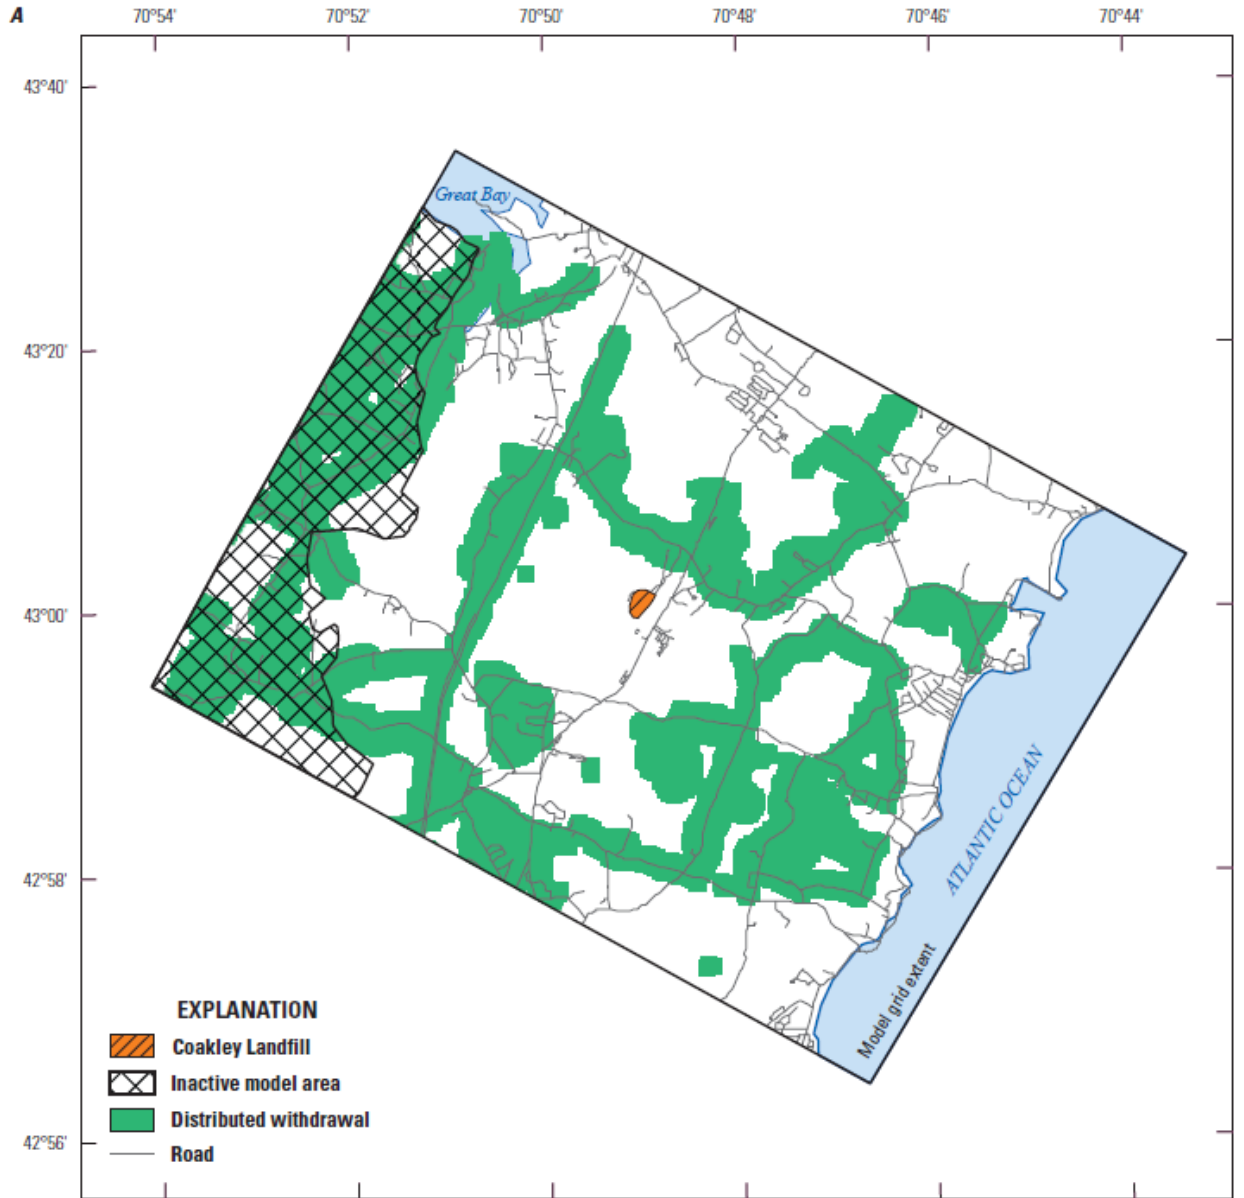 A
70°54' 70°52' 70°50' 70°48' 70°46' 70°44'
43°40'
Great Bay
43°20'
43°00'
ATLANTIC OCEAN
42°58'
Model grid extent
EXPLANATION
Coakley Landfill
Inactive model area
Distributed withdrawal
Road
42°56'